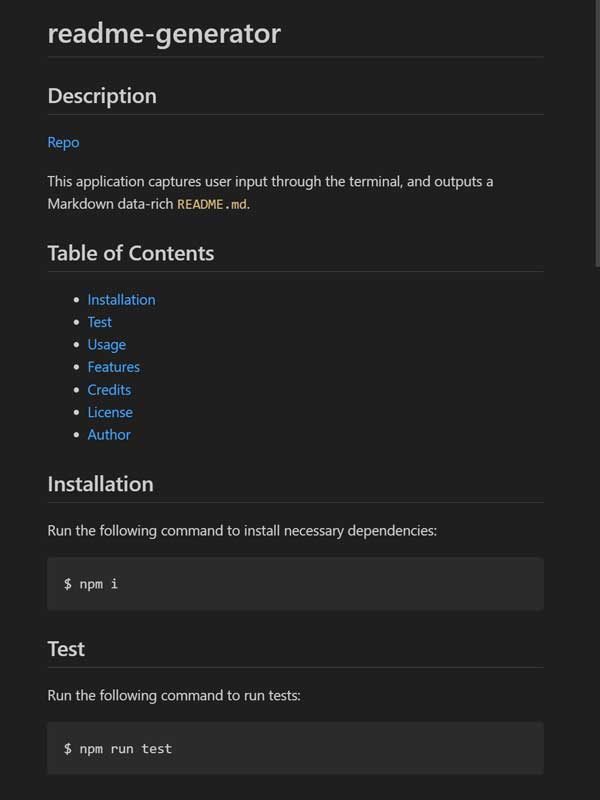 readme-generator
Description
Repo
This application captures user input through the terminal, and outputs a
Markdown data-rich README.md.
Table of Contents
Installation
Test
Usage
Features
Credits
License
Author
Installation
Run the following command to install necessary dependencies:
$ npm i
Test
Run the following command to run tests:
$ npm run test